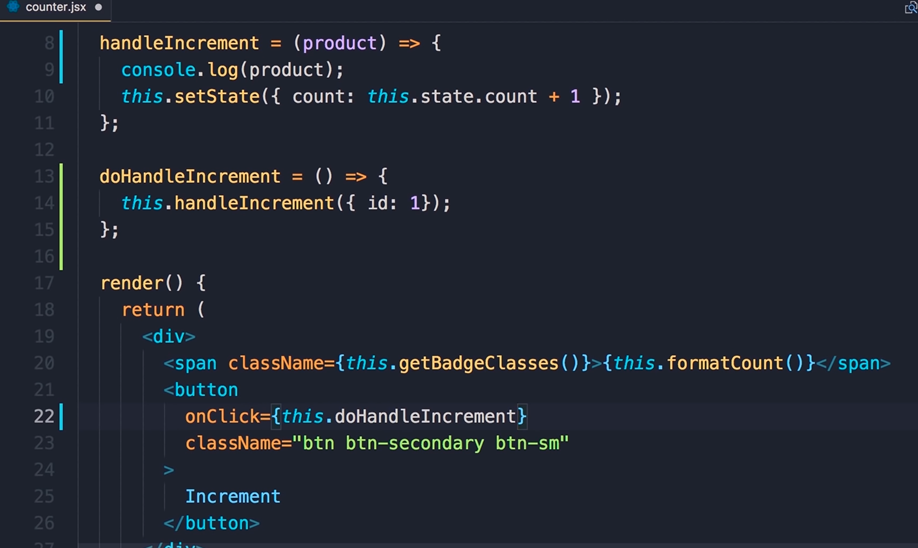 counter.jsx
8 handleIncrement = (product) => {
9 console.log(product);
10 this.setState({ count: this.state.count + 1 });
11 };
12
13 doHandleIncrement = () => {
14 this.handleIncrement({ id: 1});
15 };
16
17 render() {
18 return (
19 <div>
20 <span className={this.getBadgeClasses()}>{this.formatCount()}</span>
21 <button
22 onClick={this.doHandleIncrement}
23 className="btn btn-secondary btn-sm"
24 >
25 Increment
26 </button>
27 </div>